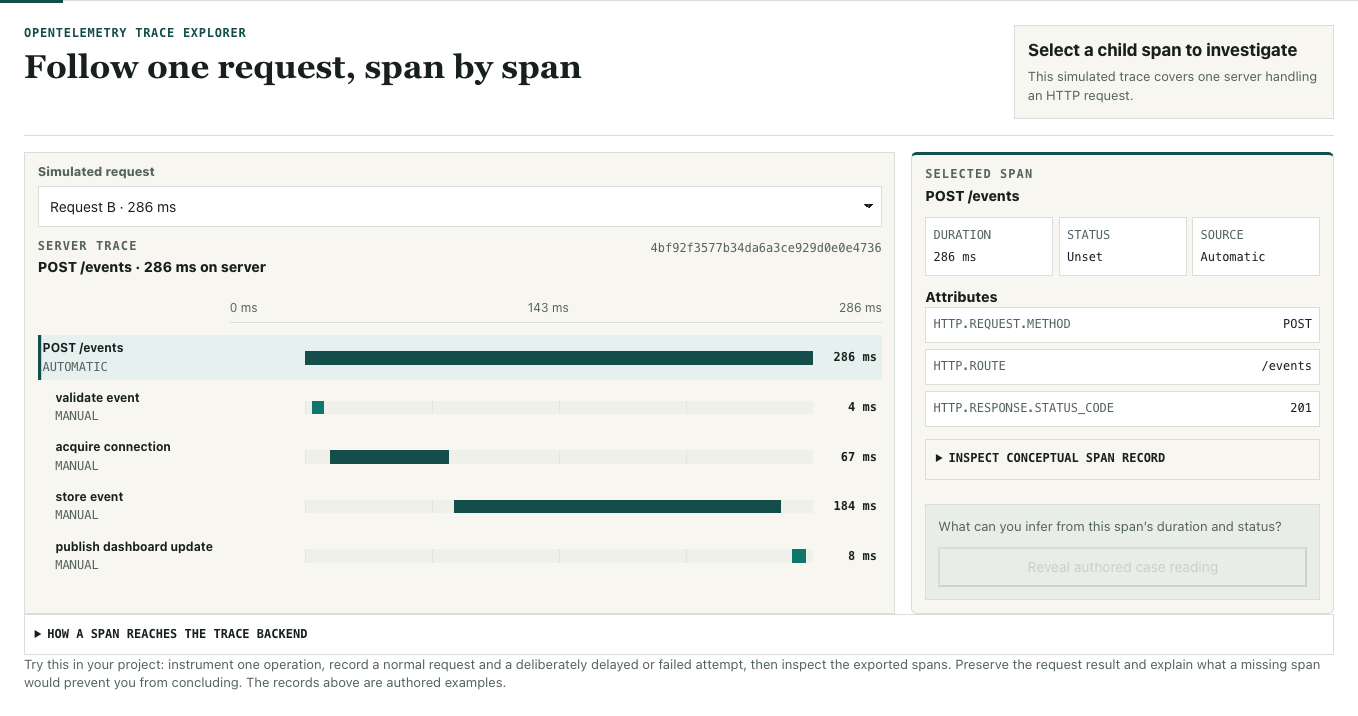 OPENTELEMETRY TRACE EXPLORER
Follow one request, span by span
Select a child span to investigate
This simulated trace covers one server handling
an HTTP request.
Simulated request
Request B · 286 ms
SERVER TRACE
4bf92f3577b34da6a3ce929d0e0e4736
POST /events · 286 ms on server
0 ms
143 ms
286 ms
POST /events
AUTOMATIC
286 ms
validate event
MANUAL
4 ms
acquire connection
MANUAL
67 ms
store event
MANUAL
184 ms
publish dashboard update
MANUAL
8 ms
SELECTED SPAN
POST /events
DURATION
286 ms
STATUS
Unset
SOURCE
Automatic
Attributes
HTTP.REQUEST.METHOD
POST
HTTP.ROUTE
/events
HTTP.RESPONSE.STATUS_CODE
201
INSPECT CONCEPTUAL SPAN RECORD
What can you infer from this span's duration and status?
Reveal authored case reading
HOW A SPAN REACHES THE TRACE BACKEND
Try this in your project: instrument one operation, record a normal request and a deliberately delayed or failed attempt, then inspect the exported spans. Preserve the request result and explain what a missing span
would prevent you from concluding. The records above are authored examples.